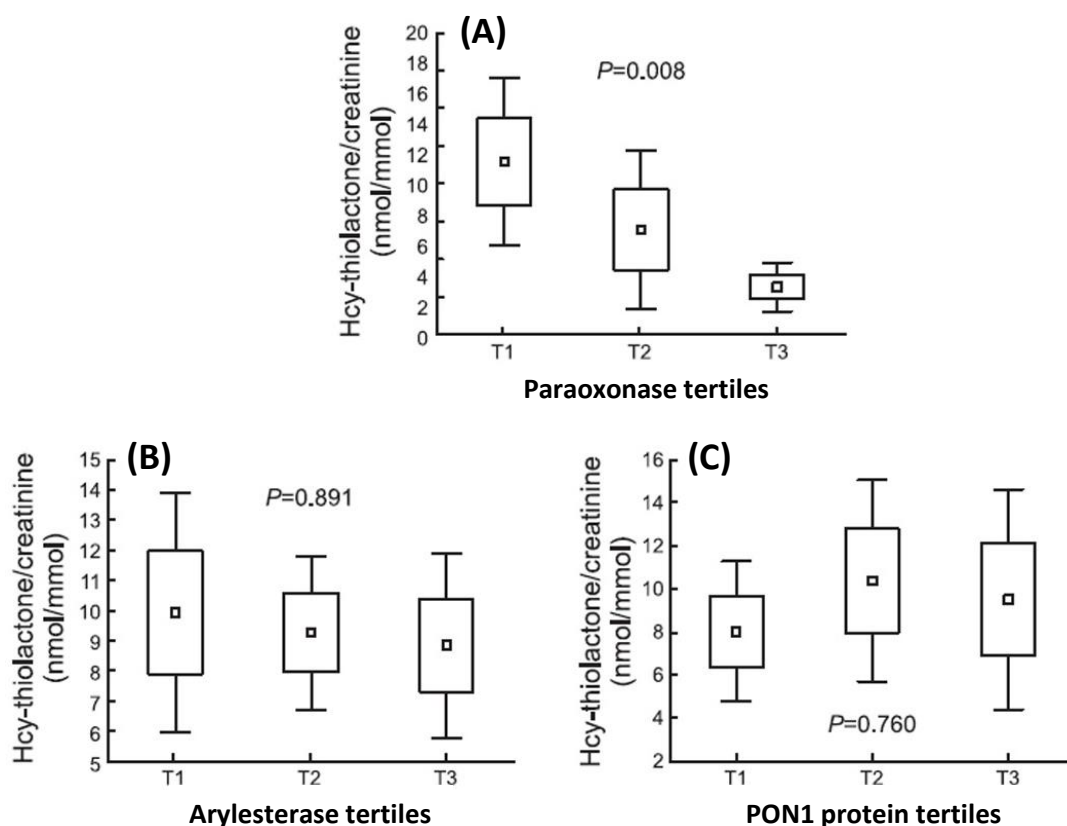 (A)
P=0.008
Hcy-thiolactone/creatinine
(nmol/mmol)
20
18
16
14
12
10
8
6
4
2
0
T1 T2 T3
Paraoxonase tertiles
(B)
P=0.891
Hcy-thiolactone/creatinine
(nmol/mmol)
15
14
13
12
11
10
9
8
7
6
5
T1 T2 T3
Arylesterase tertiles
(C)
P=0.760
Hcy-thiolactone/creatinine
(nmol/mmol)
16
14
12
10
8
6
4
2
T1 T2 T3
PON1 protein tertiles